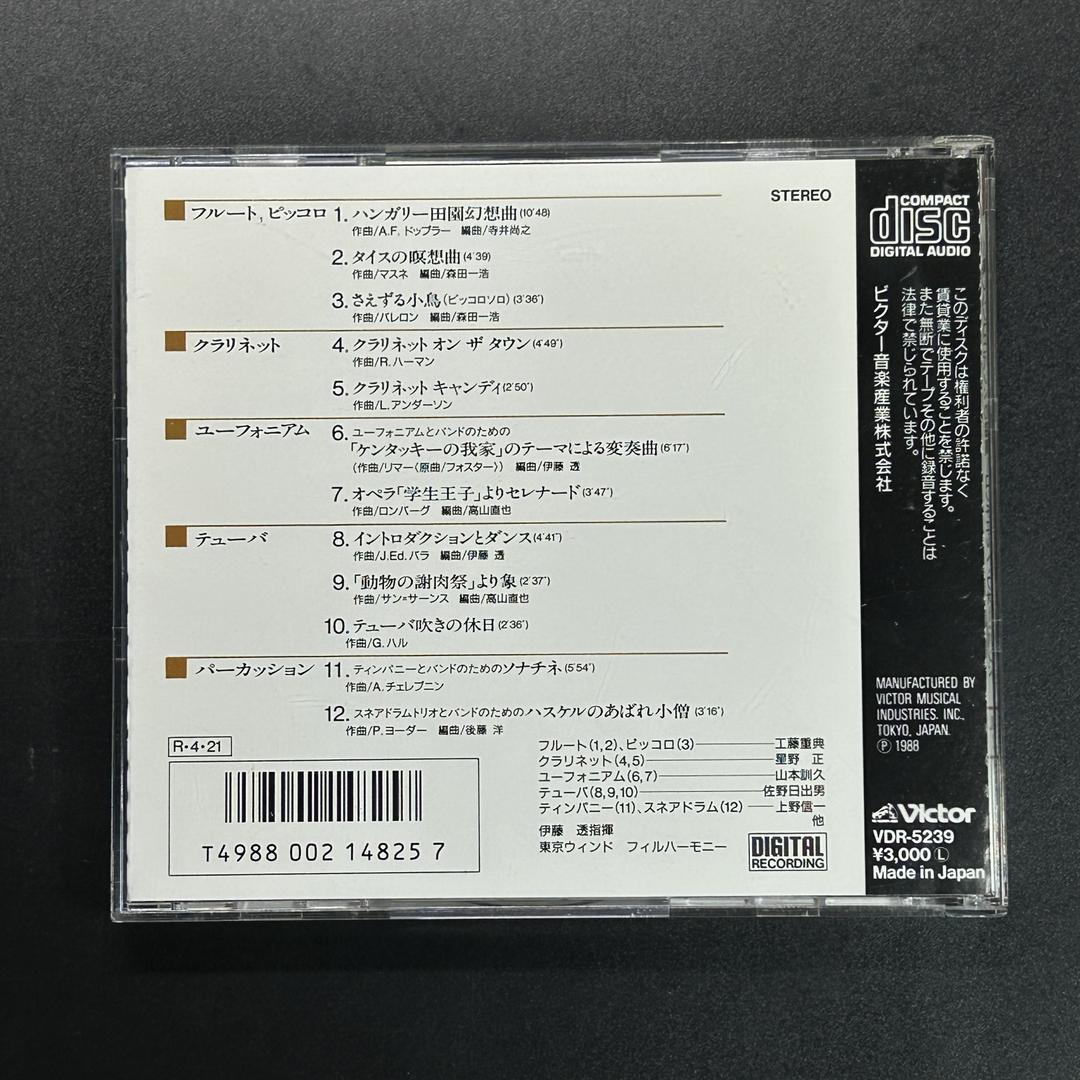 STEREO
フルート, ピッコロ
1. ハンガリー田園幻想曲(10'48)
作曲/A.F. ドップラー 編曲/寺井尚之
2. タイスの瞑想曲(4'39)
作曲/マスネ 編曲/森田一浩
3. さえずる小鳥(ピッコロソロ)(3'36")
作曲/バレロン 編曲/森田一浩
クラリネット
4. クラリネット オン ザ タウン(4'49")
作曲/R.ハーマン
5. クラリネット キャンディ(2'50")
作曲/L.アンダーソン
ユーフォニアム
6. ユーフォニアムとバンドのための
「ケンタッキーの我家」のテーマによる変奏曲(6'17")
(作曲/リマー〈原曲/フォスター〉) 編曲/伊藤 透
7. オペラ「学生王子」よりセレナード(3'47")
作曲/ロンバーグ 編曲/高山直也
テューバ
8. イントロダクションとダンス(4'41")
作曲/J.Ed.バラ 編曲/伊藤 透
9. 「動物の謝肉祭」より象(2'37")
作曲/サン=サーンス 編曲/高山直也
10. テューバ吹きの休日(2'36")
作曲/G.ハル
パーカッション
11. ティンパニーとバンドのためのソナチネ(5'54")
作曲/A.チェレプニン
12. スネアドラムトリオとバンドのためのハスケルのあばれ小僧(3'16")
作曲/P.ヨーダー 編曲/後藤 洋
R・4・21
T4988 002 14825 7
フルート(1,2)、ピッコロ(3)―工藤重典
クラリネット(4,5)―星野 正
ユーフォニアム(6,7)―山本訓久
テューバ(8,9,10)―佐野日出男
ティンパニー(11)、スネアドラム(12)―上野信一
他
伊藤 透指揮
東京ウィンド フィルハーモニー
DIGITAL
RECORDING
COMPACT
disc
DIGITAL AUDIO
このディスクは権利者の許諾なく
賃貸業に使用することを禁じます。
また無断でテープその他に録音することは
法律で禁じられています。
ビクター音楽産業株式会社
MANUFACTURED BY
VICTOR MUSICAL
INDUSTRIES. INC.,
TOKYO, JAPAN.
Ⓟ 1988
Victor
VDR-5239
¥3,000 Ⓛ
Made in Japan